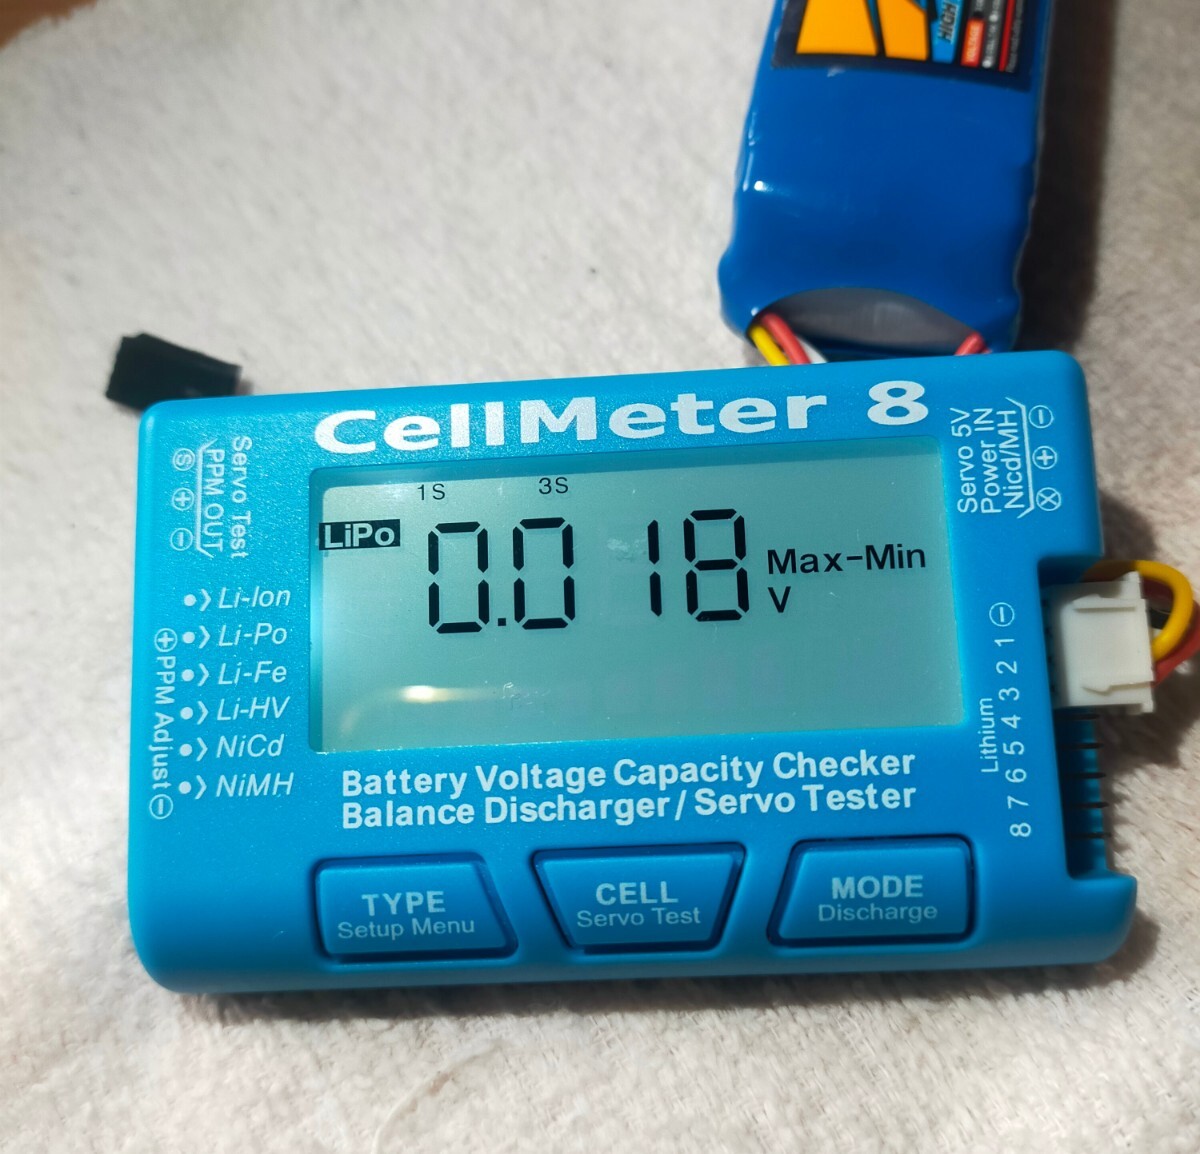 HIGH
VOLTAGE
CellMeter 8
1S 3S
LiPo
0.018 Max-Min
V
Servo Test
PPM OUT
S + -
Li-Ion
Li-Po
Li-Fe
Li-HV
NiCd
NiMH
+ PPM Adjust -
Servo 5V
Power IN
Nicd/MH
- + X
Lithium
8 7 6 5 4 3 2 1 -
Battery Voltage Capacity Checker
Balance Discharger / Servo Tester
TYPE
Setup Menu
CELL
Servo Test
MODE
Discharge